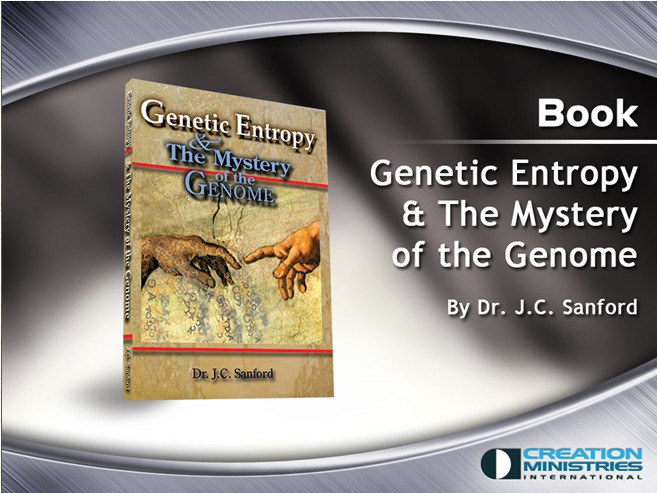 Genetic Entropy
&
The Mystery
of the
GENOME
Dr. J.C. Sanford
Genetic Entropy & The Mystery of the Genome
Book
Genetic Entropy
& The Mystery
of the Genome
By Dr. J.C. Sanford
CREATION
MINISTRIES
INTERNATIONAL